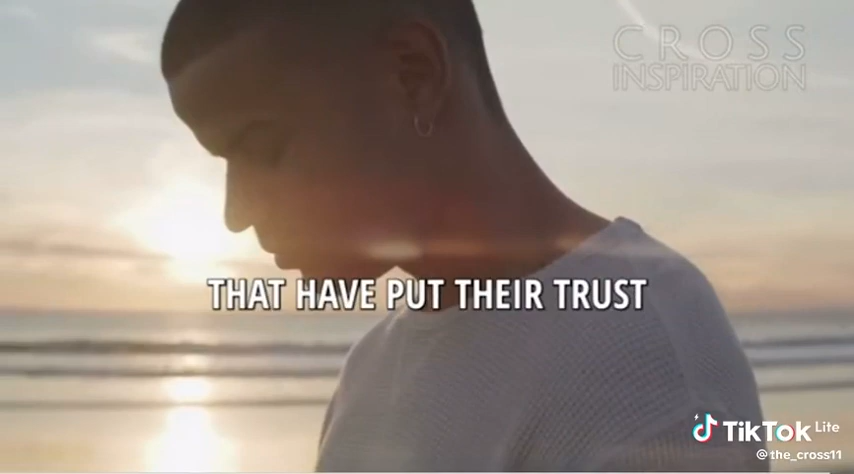 CROSS
INSPIRATION
THAT HAVE PUT THEIR TRUST
TikTok Lite
@the_cross11